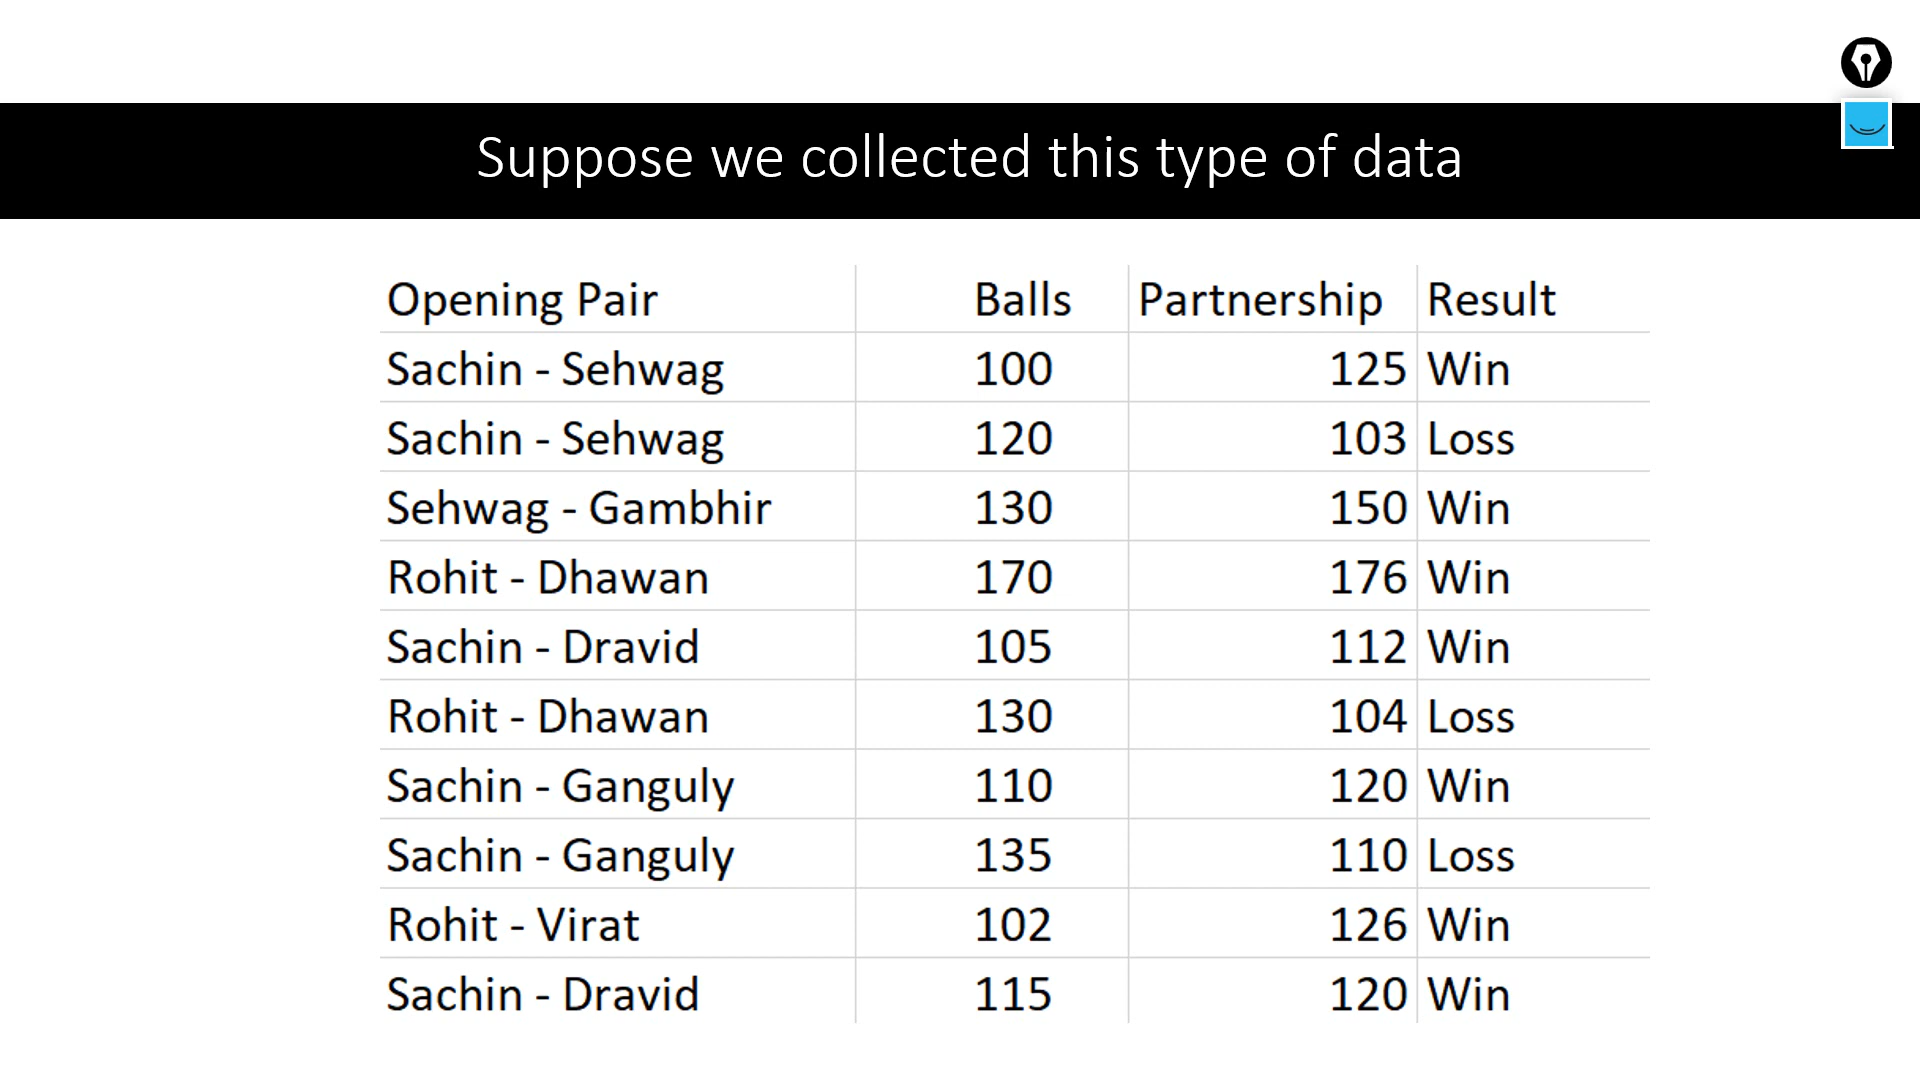 Suppose we collected this type of data
Opening Pair Balls Partnership Result
Sachin - Sehwag 100 125 Win
Sachin - Sehwag 120 103 Loss
Sehwag - Gambhir 130 150 Win
Rohit - Dhawan 170 176 Win
Sachin - Dravid 105 112 Win
Rohit - Dhawan 130 104 Loss
Sachin - Ganguly 110 120 Win
Sachin - Ganguly 135 110 Loss
Rohit - Virat 102 126 Win
Sachin - Dravid 115 120 Win